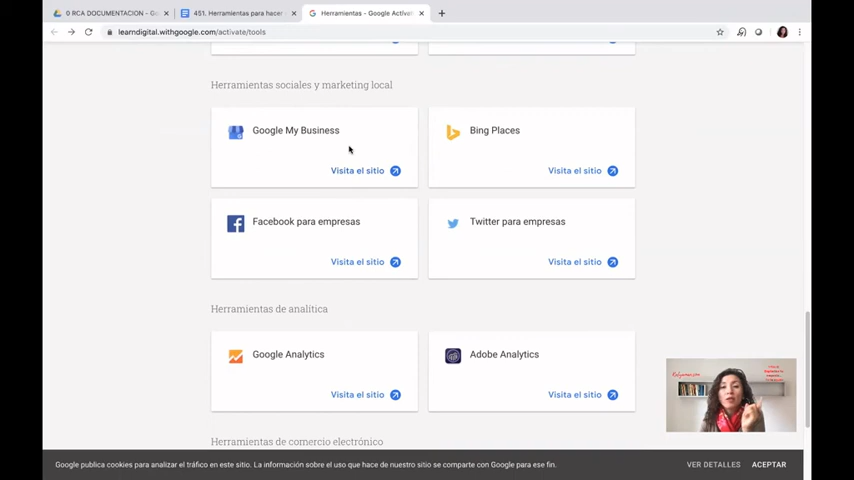 0 RCA DOCUMENTACION - Go
451. Herramientas para hacer
Herramientas - Google Actívate
learndigital.withgoogle.com/activate/tools
Herramientas sociales y marketing local
Google My Business
Bing Places
Visita el sitio
Visita el sitio
Facebook para empresas
Twitter para empresas
Visita el sitio
Visita el sitio
Herramientas de analítica
Google Analytics
Adobe Analytics
Visita el sitio
Visita el sitio
Herramientas de comercio electrónico
Google publica cookies para analizar el tráfico en este sitio. La información sobre el uso que hace de nuestro sitio se comparte con Google para ese fin.
VER DETALLES
ACEPTAR